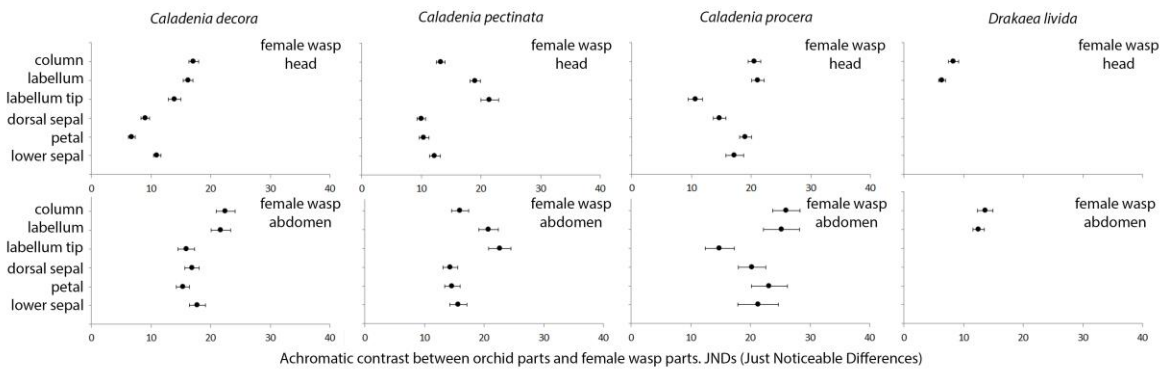 Caladenia decora Caladenia pectinata Caladenia procera Drakaea livida
female wasp head female wasp head female wasp head female wasp head
column
labellum
labellum tip
dorsal sepal
petal
lower sepal
0 10 20 30 40 0 10 20 30 40 0 10 20 30 40 0 10 20 30 40
female wasp abdomen female wasp abdomen female wasp abdomen female wasp abdomen
column
labellum
labellum tip
dorsal sepal
petal
lower sepal
0 10 20 30 40 0 10 20 30 40 0 10 20 30 40 0 10 20 30 40
Achromatic contrast between orchid parts and female wasp parts. JNDs (Just Noticeable Differences)